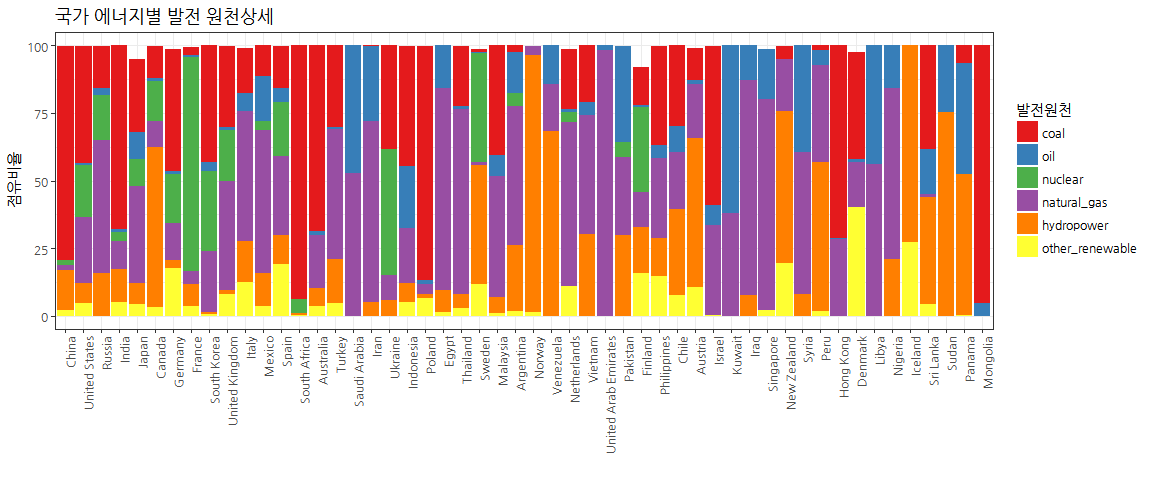 국가 에너지별 발전 원천상세
점유비율
100
75
50
25
0
China
United States
Russia
India
Japan
Canada
Germany
France
South Korea
United Kingdom
Italy
Mexico
Spain
South Africa
Australia
Turkey
Saudi Arabia
Iran
Ukraine
Indonesia
Poland
Egypt
Thailand
Sweden
Malaysia
Argentina
Norway
Venezuela
Netherlands
Vietnam
United Arab Emirates
Pakistan
Finland
Philippines
Chile
Austria
Israel
Kuwait
Iraq
Singapore
New Zealand
Syria
Peru
Hong Kong
Denmark
Libya
Nigeria
Iceland
Sri Lanka
Sudan
Panama
Mongolia
발전원천
coal
oil
nuclear
natural_gas
hydropower
other_renewable